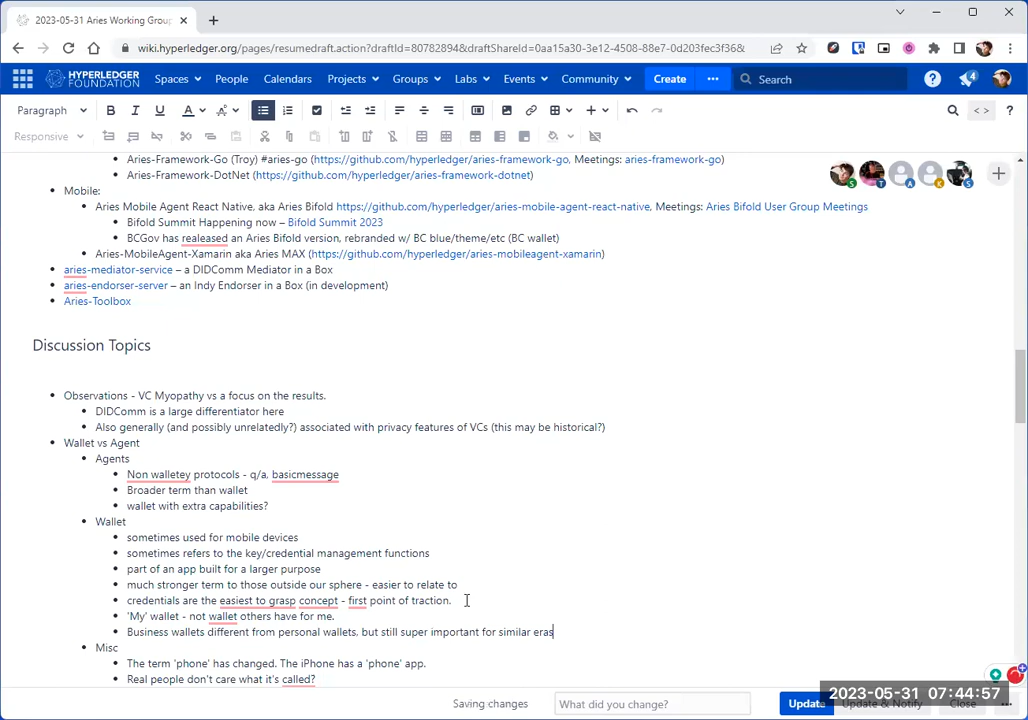 2023-05-31 Aries Working Group
wiki.hyperledger.org/pages/resumedraft.action?draftId=80782894&draftShareId=0aa15a30-3e12-4508-88e7-0d203fec3f36&
HYPERLEDGER FOUNDATION Spaces People Calendars Projects Groups Labs Events Community Create ••• Search ? 4
Paragraph B I U A
Responsive
Aries-Framework-Go (Troy) #aries-go (https://github.com/hyperledger/aries-framework-go, Meetings: aries-framework-go)
Aries-Framework-DotNet (https://github.com/hyperledger/aries-framework-dotnet)
Mobile:
Aries Mobile Agent React Native, aka Aries Bifold https://github.com/hyperledger/aries-mobile-agent-react-native, Meetings: Aries Bifold User Group Meetings
Bifold Summit Happening now – Bifold Summit 2023
BCGov has realeased an Aries Bifold version, rebranded w/ BC blue/theme/etc (BC wallet)
Aries-MobileAgent-Xamarin aka Aries MAX (https://github.com/hyperledger/aries-mobileagent-xamarin)
aries-mediator-service – a DIDComm Mediator in a Box
aries-endorser-server – an Indy Endorser in a Box (in development)
Aries-Toolbox
Discussion Topics
Observations - VC Myopathy vs a focus on the results.
DIDComm is a large differentiator here
Also generally (and possibly unrelatedly?) associated with privacy features of VCs (this may be historical?)
Wallet vs Agent
Agents
Non walletey protocols - q/a, basicmessage
Broader term than wallet
wallet with extra capabilities?
Wallet
sometimes used for mobile devices
sometimes refers to the key/credential management functions
part of an app built for a larger purpose
much stronger term to those outside our sphere - easier to relate to
credentials are the easiest to grasp concept - first point of traction.
'My' wallet - not wallet others have for me.
Business wallets different from personal wallets. but still super important for similar eras
Misc
The term 'phone' has changed. The iPhone has a 'phone' app.
Real people don't care what it's called?
Saving changes What did you change? Update Update & Notify Close •••
2023-05-31 07:44:57